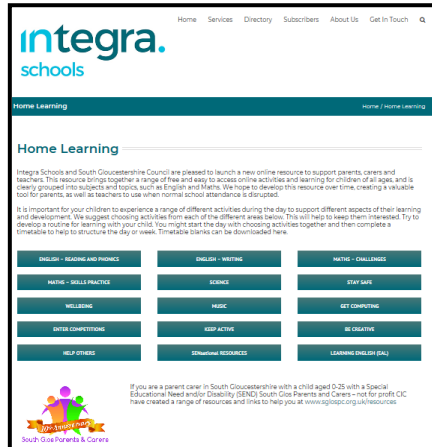 Home Services Directory Subscribers About Us Get In Touch
integra.
schools
Home Learning Home / Home Learning
Home Learning
Integra Schools and South Gloucestershire Council are pleased to launch a new online resource to support parents, carers and
teachers. This resource brings together a range of free and easy to access online activities and learning for children of all ages, and is
clearly grouped into subjects and topics, such as English and Maths. We hope to develop this resource over time, creating a valuable
tool for parents, as well as teachers to use when normal school attendance is disrupted.
It is important for your children to experience a range of different activities during the day to support different aspects of their learning
and development. We suggest choosing activities from each of the different areas below. This will help to keep them interested. Try to
develop a routine for learning with your child. You might start the day with choosing activities together and then complete a
timetable to help to structure the day or week. Timetable blanks can be downloaded here.
ENGLISH – READING AND PHONICS ENGLISH – WRITING MATHS – CHALLENGES
MATHS – SKILLS PRACTICE SCIENCE STAY SAFE
WELLBEING MUSIC GET COMPUTING
ENTER COMPETITIONS KEEP ACTIVE BE CREATIVE
HELP OTHERS SENsational RESOURCES LEARNING ENGLISH (EAL)
If you are a parent carer in South Gloucestershire with a child aged 0-25 with a Special
Educational Need and/or Disability (SEND) South Glos Parents and Carers – not for profit CIC
have created a range of resources and links to help you at www.sglospc.org.uk/resources
10th Anniversary
South Glos Parents & Carers